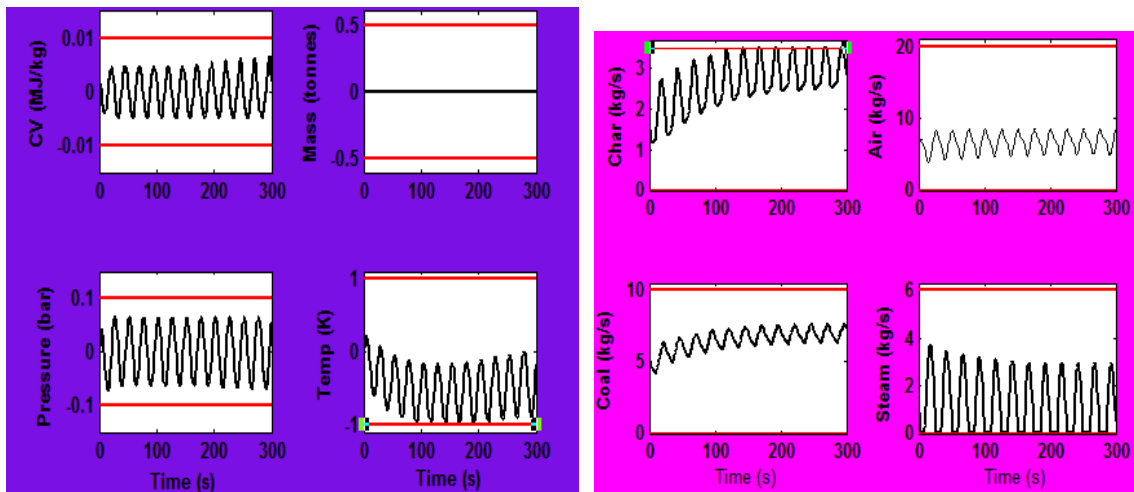 CV (MJ/kg)
0.01
0
-0.01
0 100 200 300
Mass (tonnes)
0.5
0
-0.5
0 100 200 300
Pressure (bar)
0.1
0
-0.1
0 100 200 300
Time (s)
Temp (K)
1
0
-1
0 100 200 300
Time (s)
Char (kg/s)
3
2
1
0
0 100 200 300
Air (kg/s)
20
10
0
0 100 200 300
Coal (kg/s)
10
5
0
0 100 200 300
Time (s)
Steam (kg/s)
6
4
2
0
0 100 200 300
Time (s)